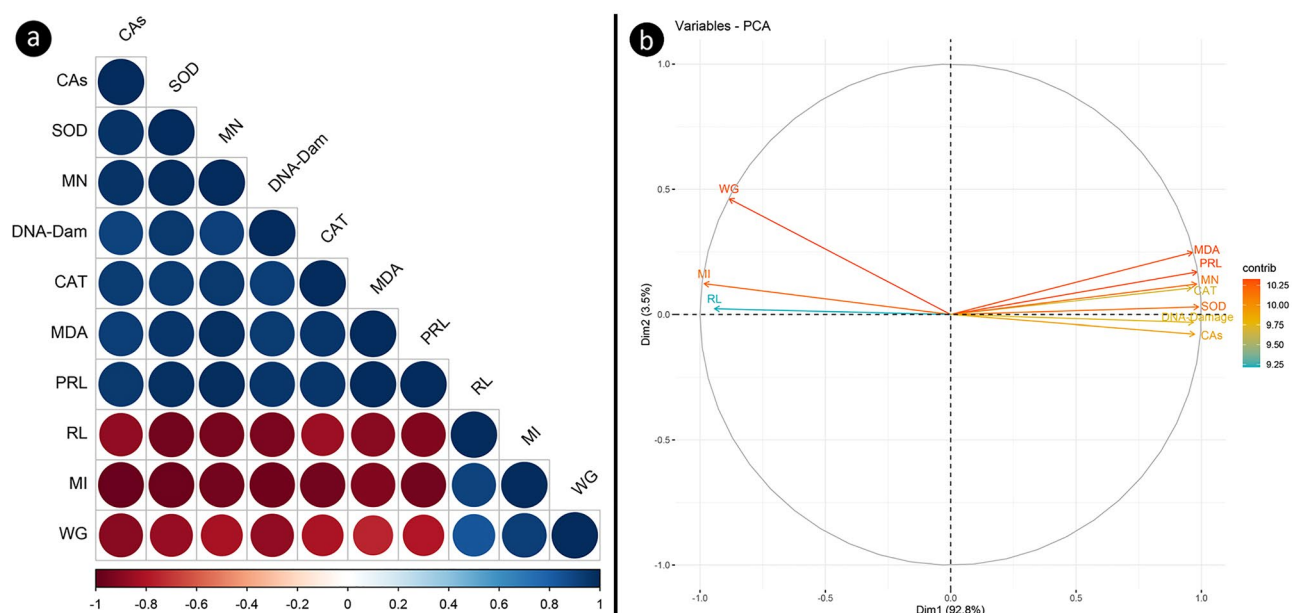 a
CAs
SOD
MN
DNA-Dam
CAT
MDA
PRL
RL
MI
WG
CAs
SOD
MN
DNA-Dam
CAT
MDA
PRL
RL
MI
WG
-1 -0.8 -0.6 -0.4 -0.2 0 0.2 0.4 0.6 0.8 1
b
Variables - PCA
1.0
0.5
0.0
-0.5
-1.0
Dim2 (3.5%)
WG
MI
RL
MDA
PRL
MN
CAT
SOD
DNA-Damage
CAs
-1.0 -0.5 0.0 0.5 1.0
Dim1 (92.8%)
contrib
10.25
10.00
9.75
9.50
9.25